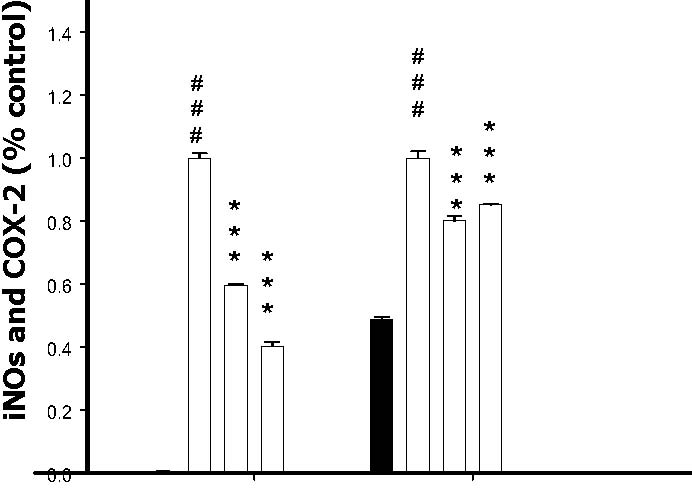 iNOs and COX-2 (% control)
1.4
1.2
1.0
0.8
0.6
0.4
0.2
0.0
# # #
* * *
* * *
# # #
* * *
* * *